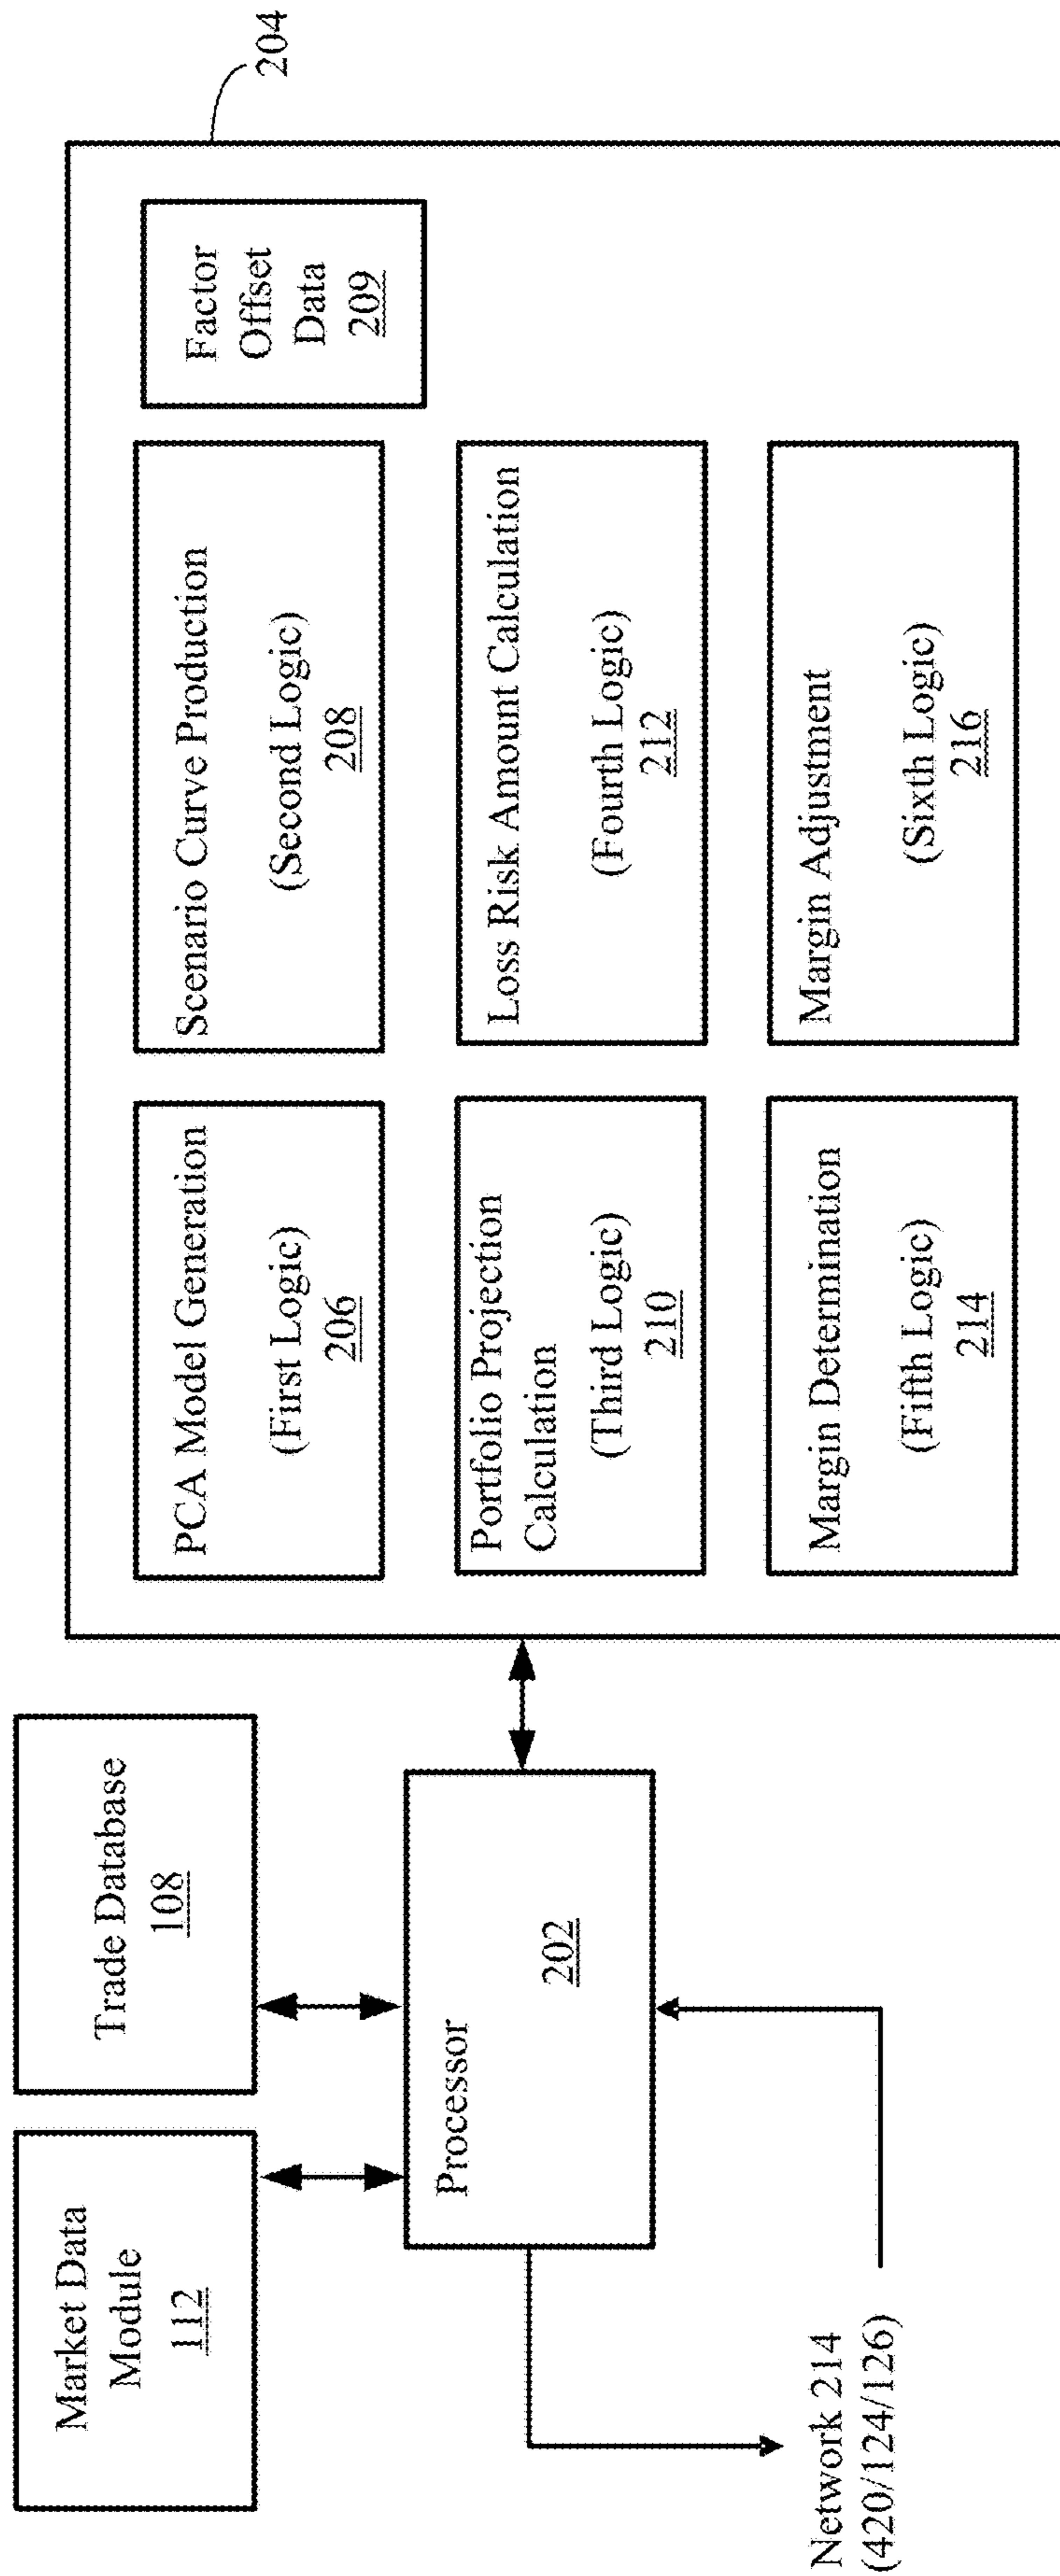 Market Data
Module
112
Trade Database
108
Processor
202
Network 214
(420/124/126)
204
PCA Model Generation
(First Logic)
206
Scenario Curve Production
(Second Logic)
208
Factor
Offset
Data
209
Portfolio Projection
Calculation
(Third Logic)
210
Loss Risk Amount Calculation
(Fourth Logic)
212
Margin Determination
(Fifth Logic)
214
Margin Adjustment
(Sixth Logic)
216